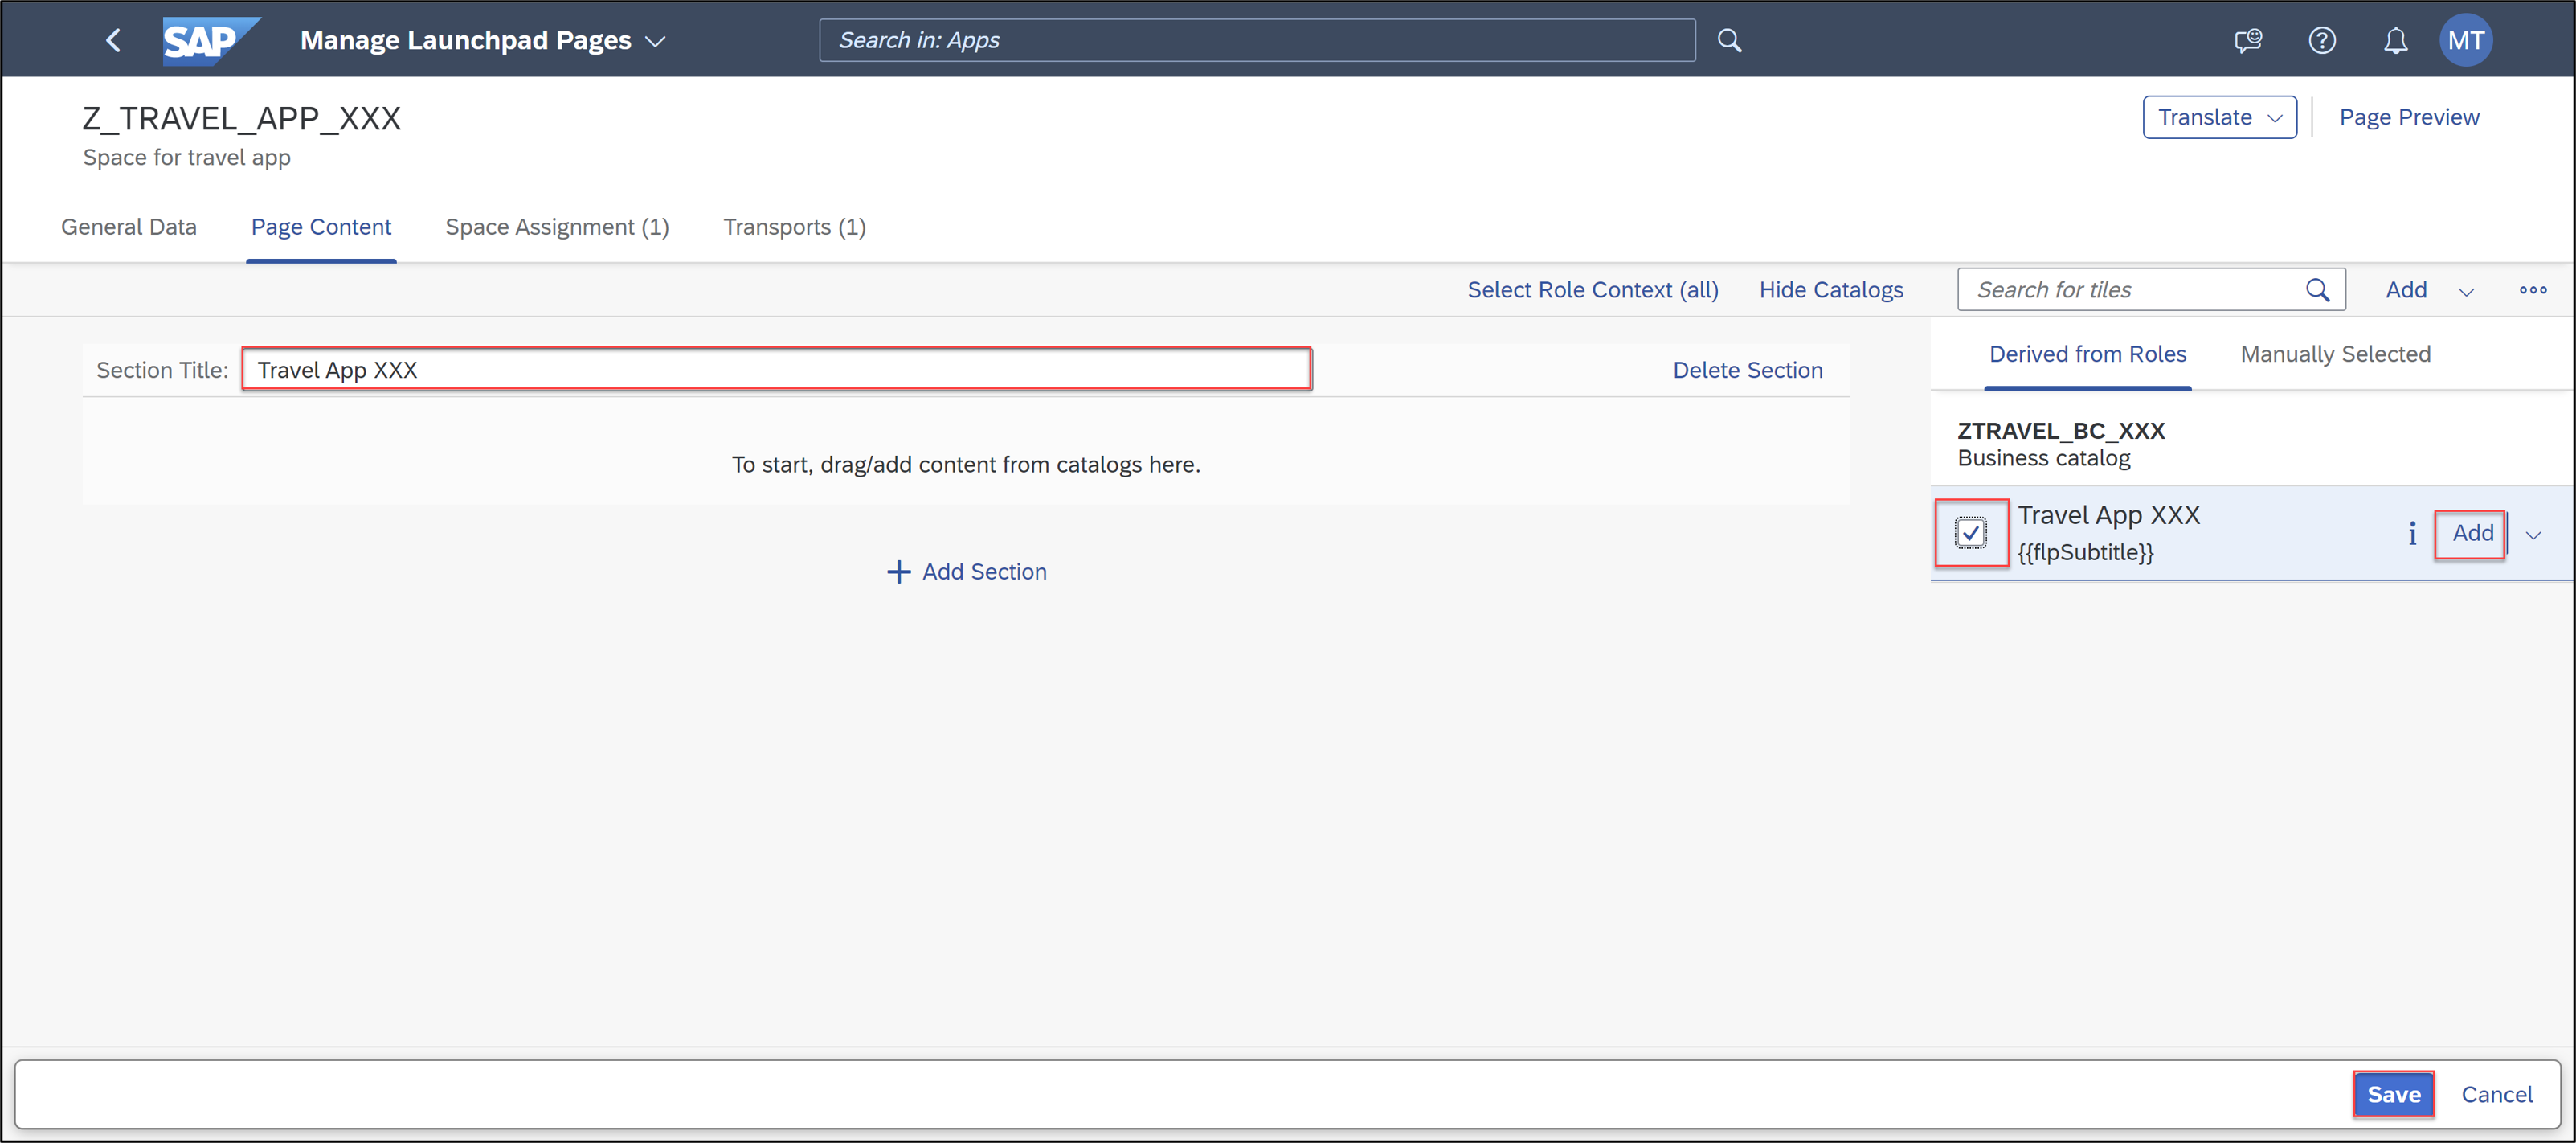 SAP Manage Launchpad Pages Search in: Apps MT
Z_TRAVEL_APP_XXX Translate Page Preview
Space for travel app
General Data Page Content Space Assignment (1) Transports (1)
Select Role Context (all) Hide Catalogs Search for tiles Add
Section Title: Travel App XXX Delete Section
To start, drag/add content from catalogs here.
Add Section
Derived from Roles Manually Selected
ZTRAVEL_BC_XXX
Business catalog
Travel App XXX
{{flpSubtitle}}
Add
Save Cancel